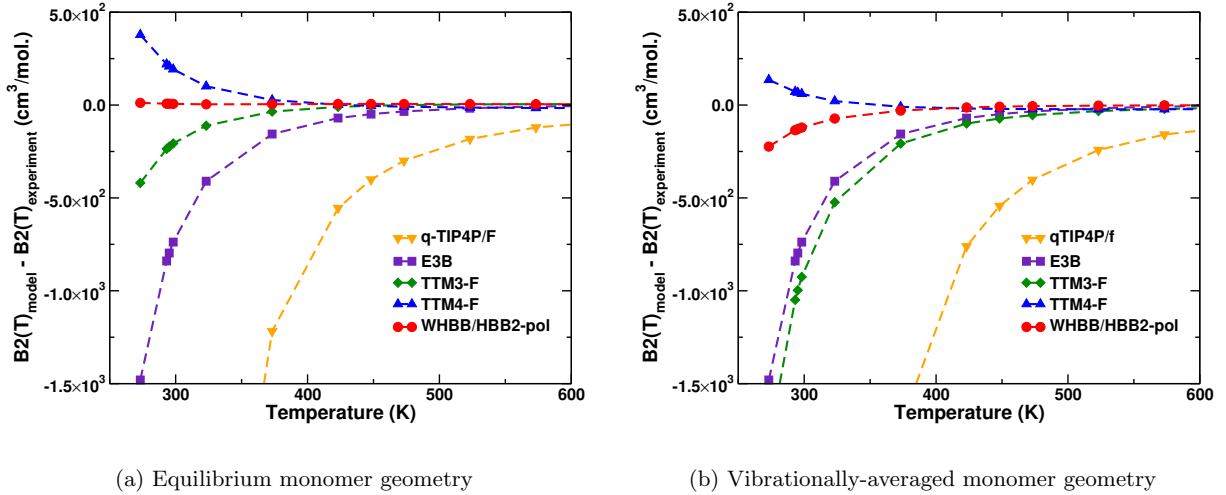 5.0×10²
0.0
-5.0×10²
-1.0×10³
-1.5×10³
B2(T)model - B2(T)experiment (cm³/mol.)
q-TIP4P/F
E3B
TTM3-F
TTM4-F
WHBB/HBB2-pol
300 400 500 600
Temperature (K)
(a) Equilibrium monomer geometry
5.0×10²
0.0
-5.0×10²
-1.0×10³
-1.5×10³
B2(T)model - B2(T)experiment (cm³/mol.)
qTIP4P/f
E3B
TTM3-F
TTM4-F
WHBB/HBB2-pol
300 400 500 600
Temperature (K)
(b) Vibrationally-averaged monomer geometry